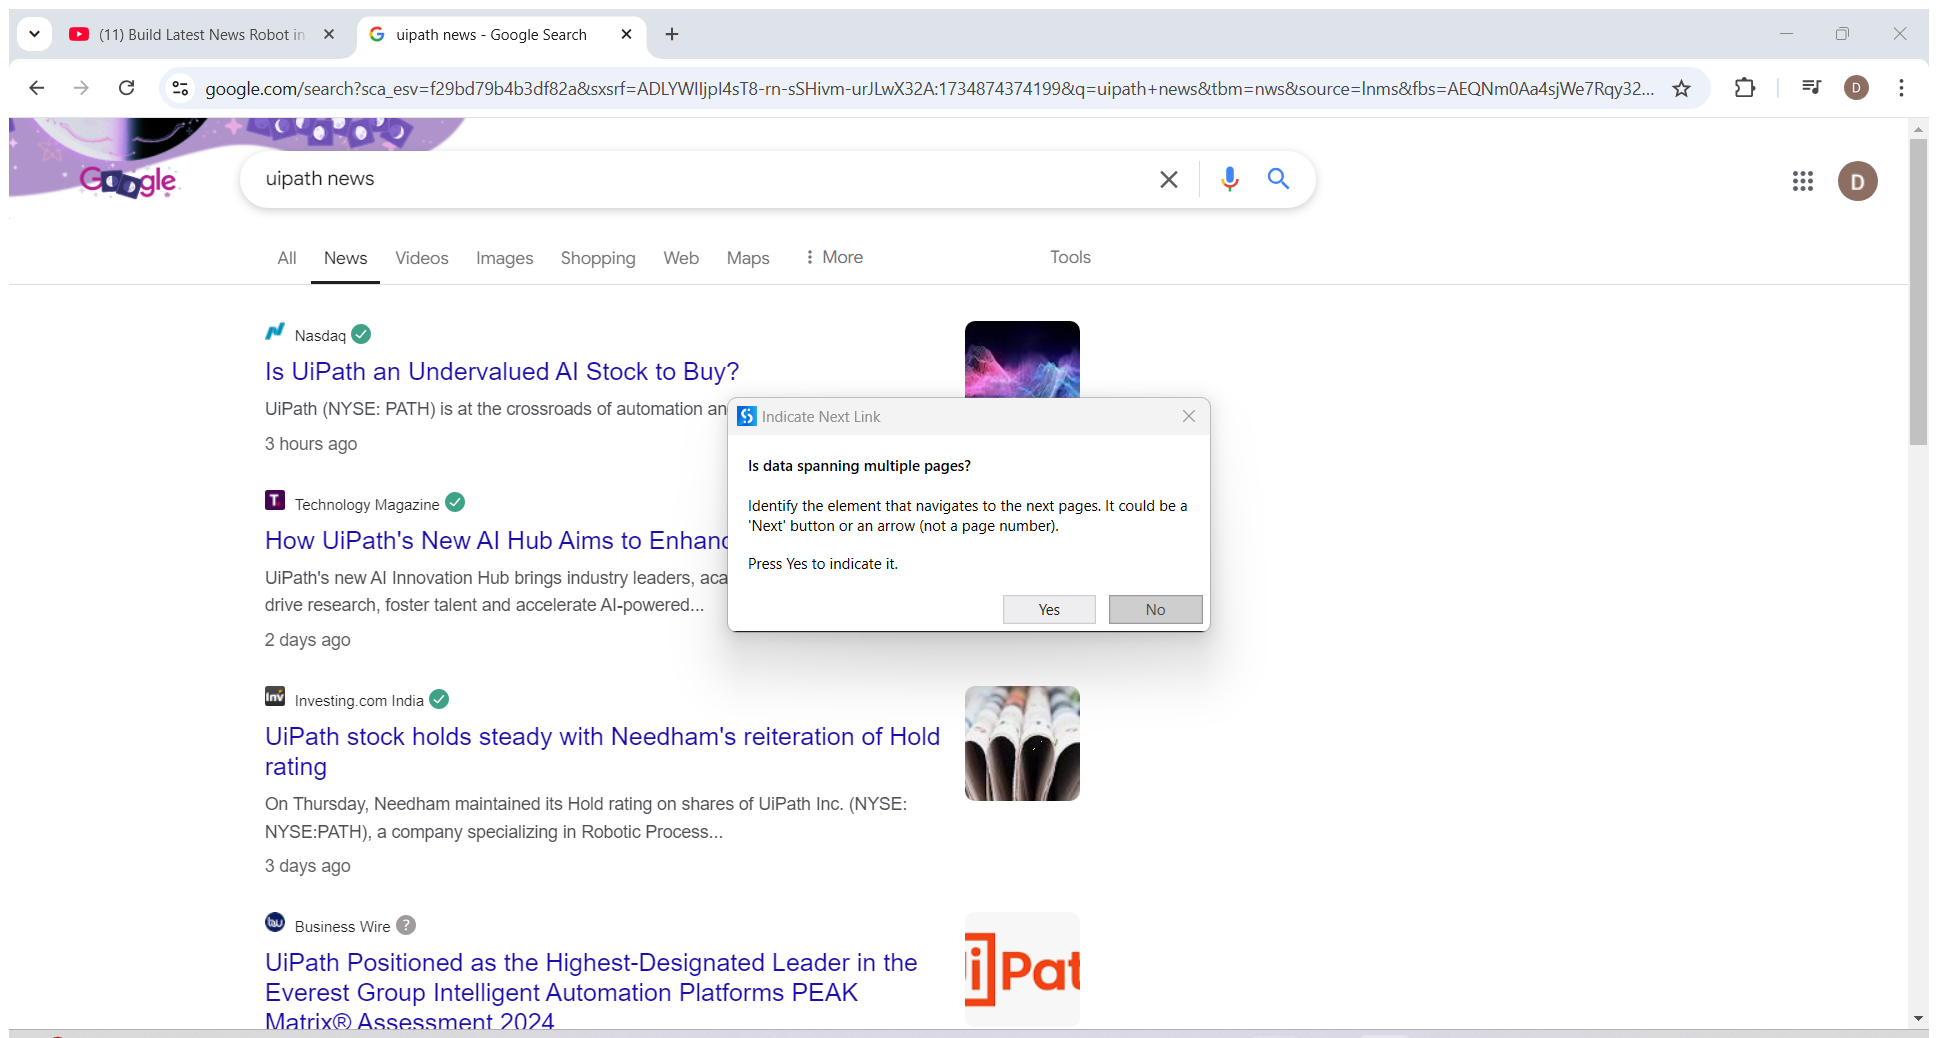 (11) Build Latest News Robot in
uipath news - Google Search
google.com/search?sca_esv=f29bd79b4b3df82a&sxsrf=ADLYWIljpI4sT8-rn-sSHivm-urJLwX32A:1734874374199&q=uipath+news&tbm=nws&source=lnms&fbs=AEQNm0Aa4sjWe7Rqy32...
D
Google
uipath news
D
All
News
Videos
Images
Shopping
Web
Maps
More
Tools
Nasdaq
Is UiPath an Undervalued AI Stock to Buy?
UiPath (NYSE: PATH) is at the crossroads of automation an
3 hours ago
T.
Technology Magazine
How UiPath's New AI Hub Aims to Enhanc
UiPath's new AI Innovation Hub brings industry leaders, aca
drive research, foster talent and accelerate AI-powered...
2 days ago
Indicate Next Link
Is data spanning multiple pages?
Identify the element that navigates to the next pages. It could be a
'Next' button or an arrow (not a page number).
Press Yes to indicate it.
Yes
No
Inv
Investing.com India
UiPath stock holds steady with Needham's reiteration of Hold
rating
On Thursday, Needham maintained its Hold rating on shares of UiPath Inc. (NYSE:
NYSE:PATH), a company specializing in Robotic Process...
3 days ago
Business Wire
?
UiPath Positioned as the Highest-Designated Leader in the
Everest Group Intelligent Automation Platforms PEAK
Matrix® Assessment 2024
i Pat